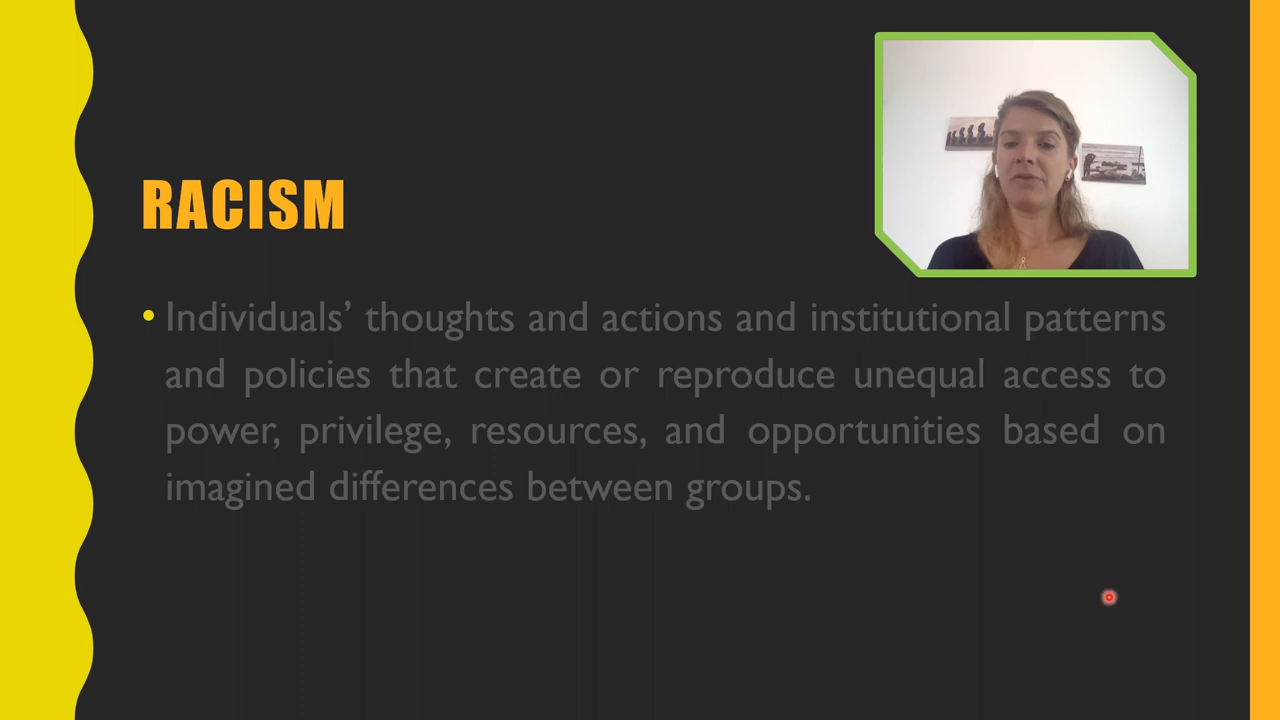 RACISM
• Individuals’ thoughts and actions and institutional patterns
and policies that create or reproduce unequal access to
power, privilege, resources, and opportunities based on
imagined differences between groups.